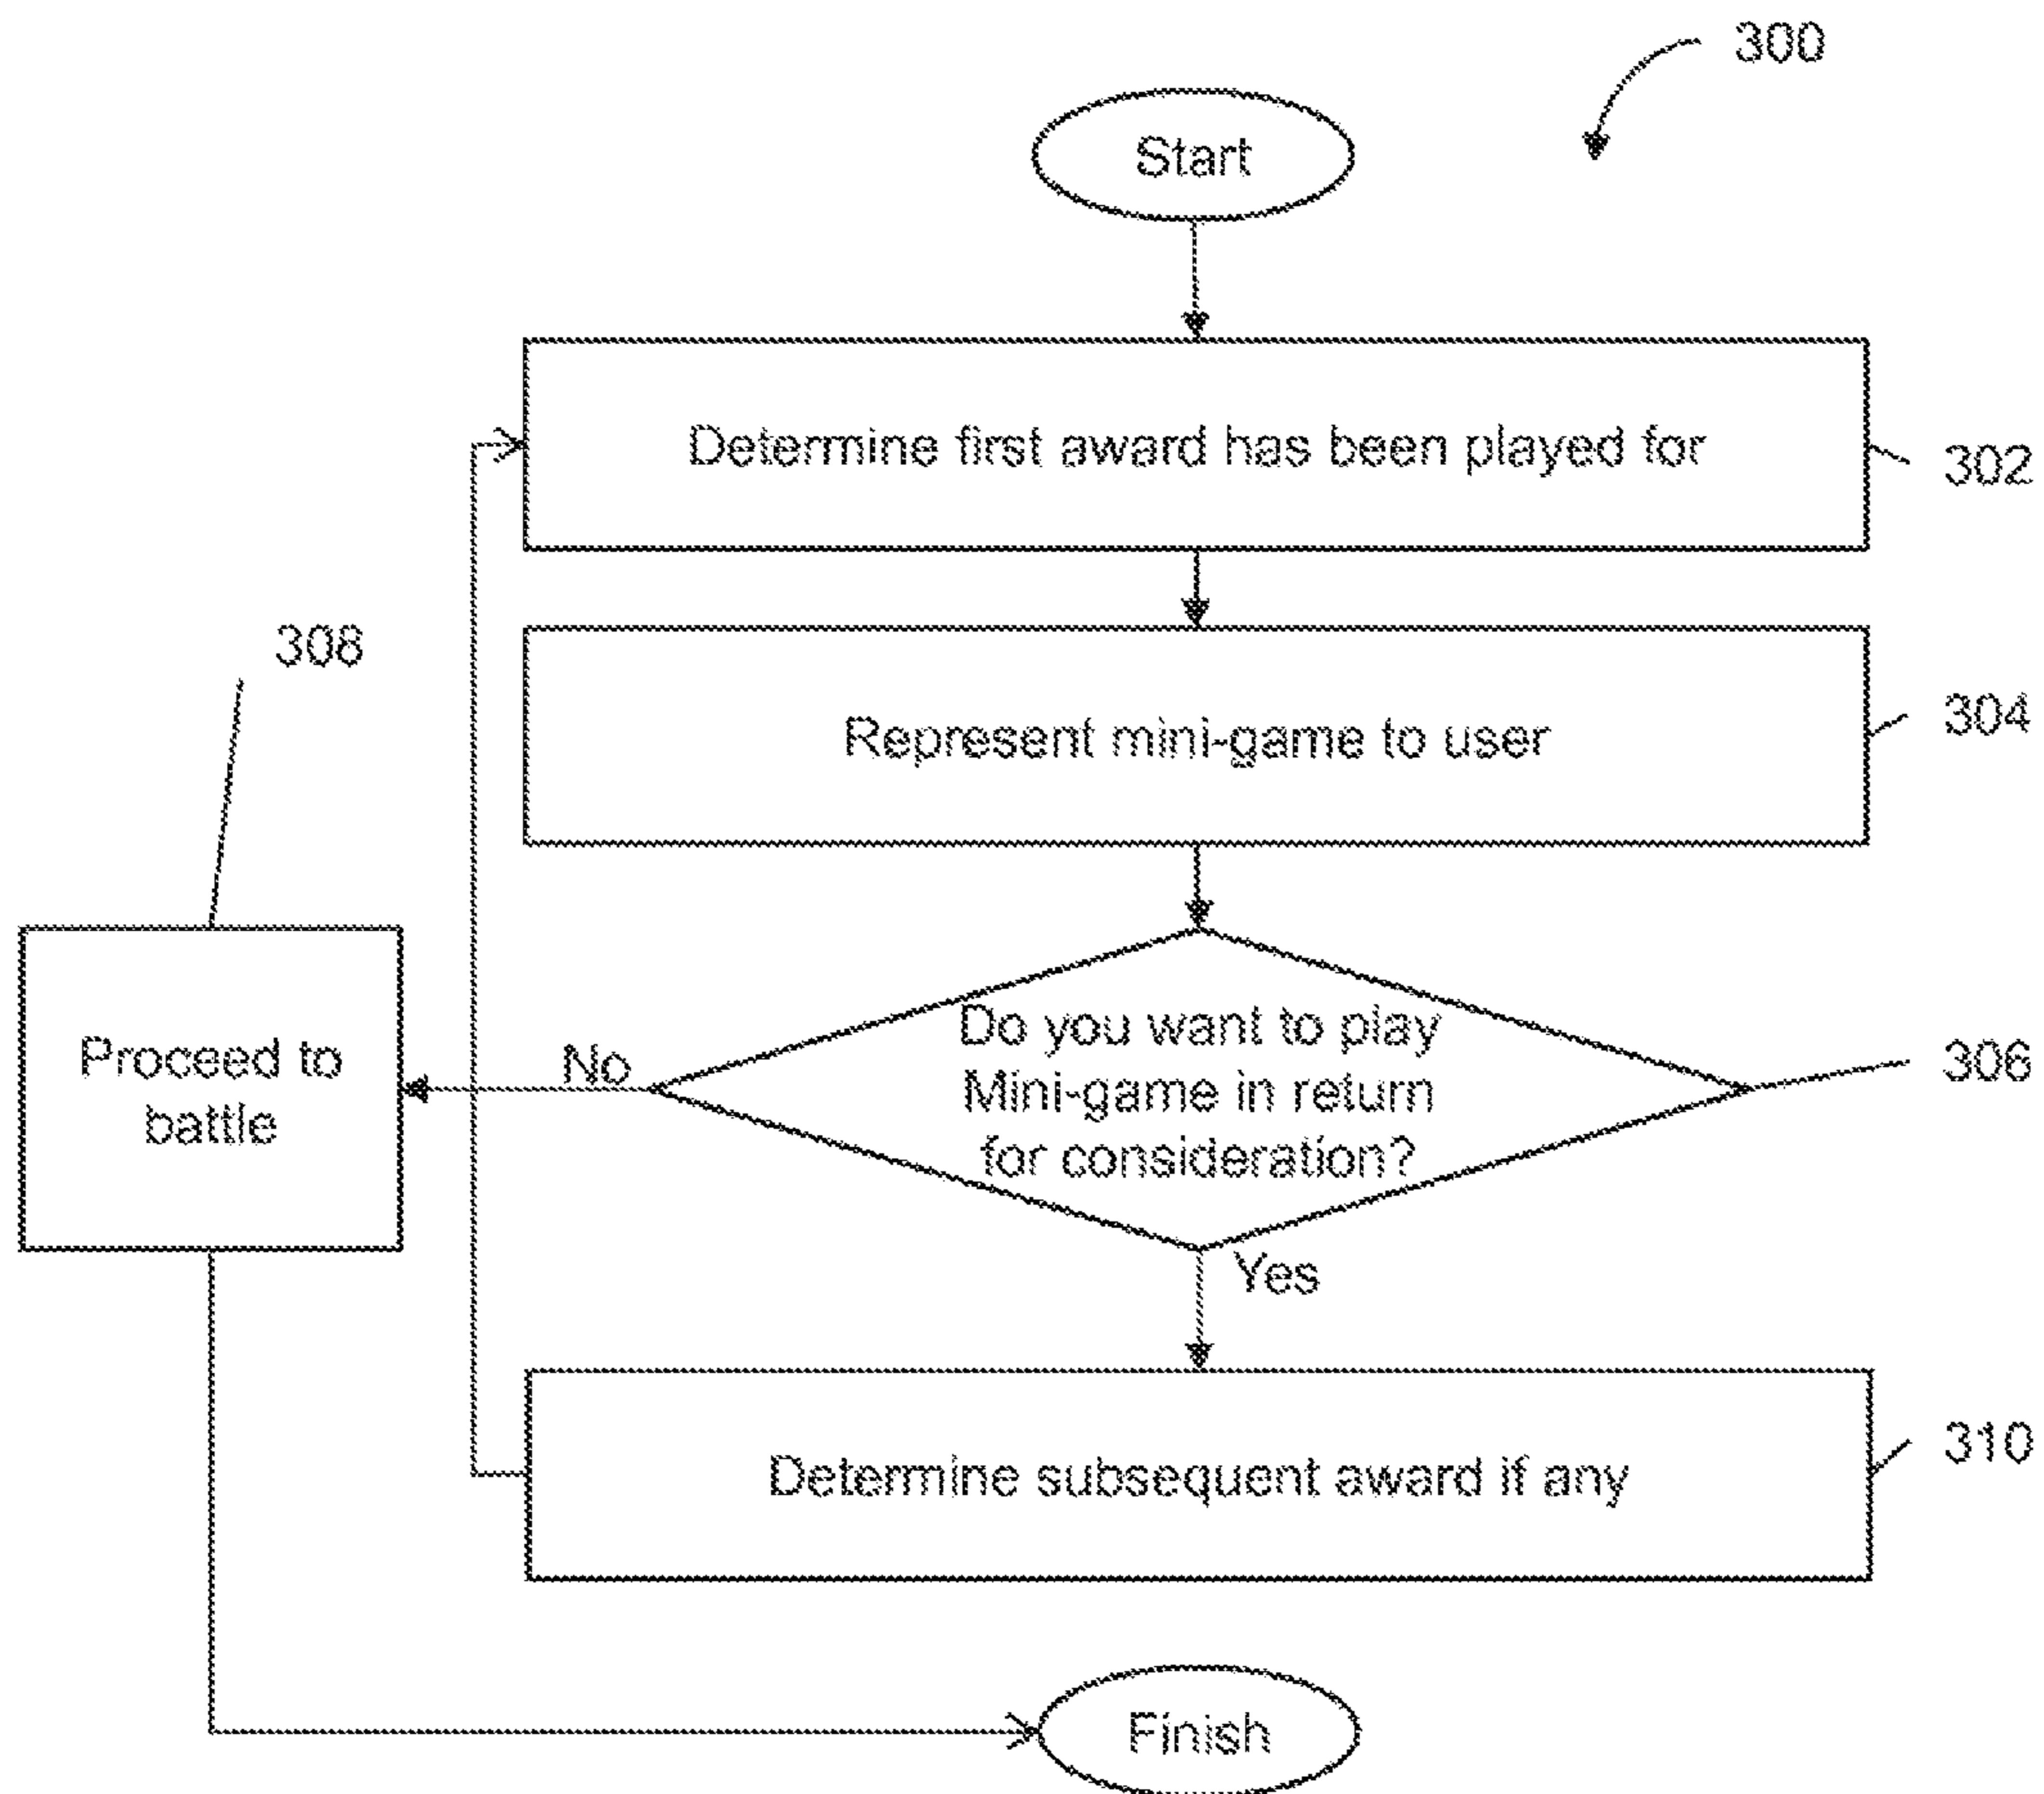 300
Start
Determine first award has been played for
302
Represent mini-game to user
304
308
Proceed to
battle
No
Do you want to play
Mini-game in return
for consideration?
306
Yes
Determine subsequent award if any
310
Finish